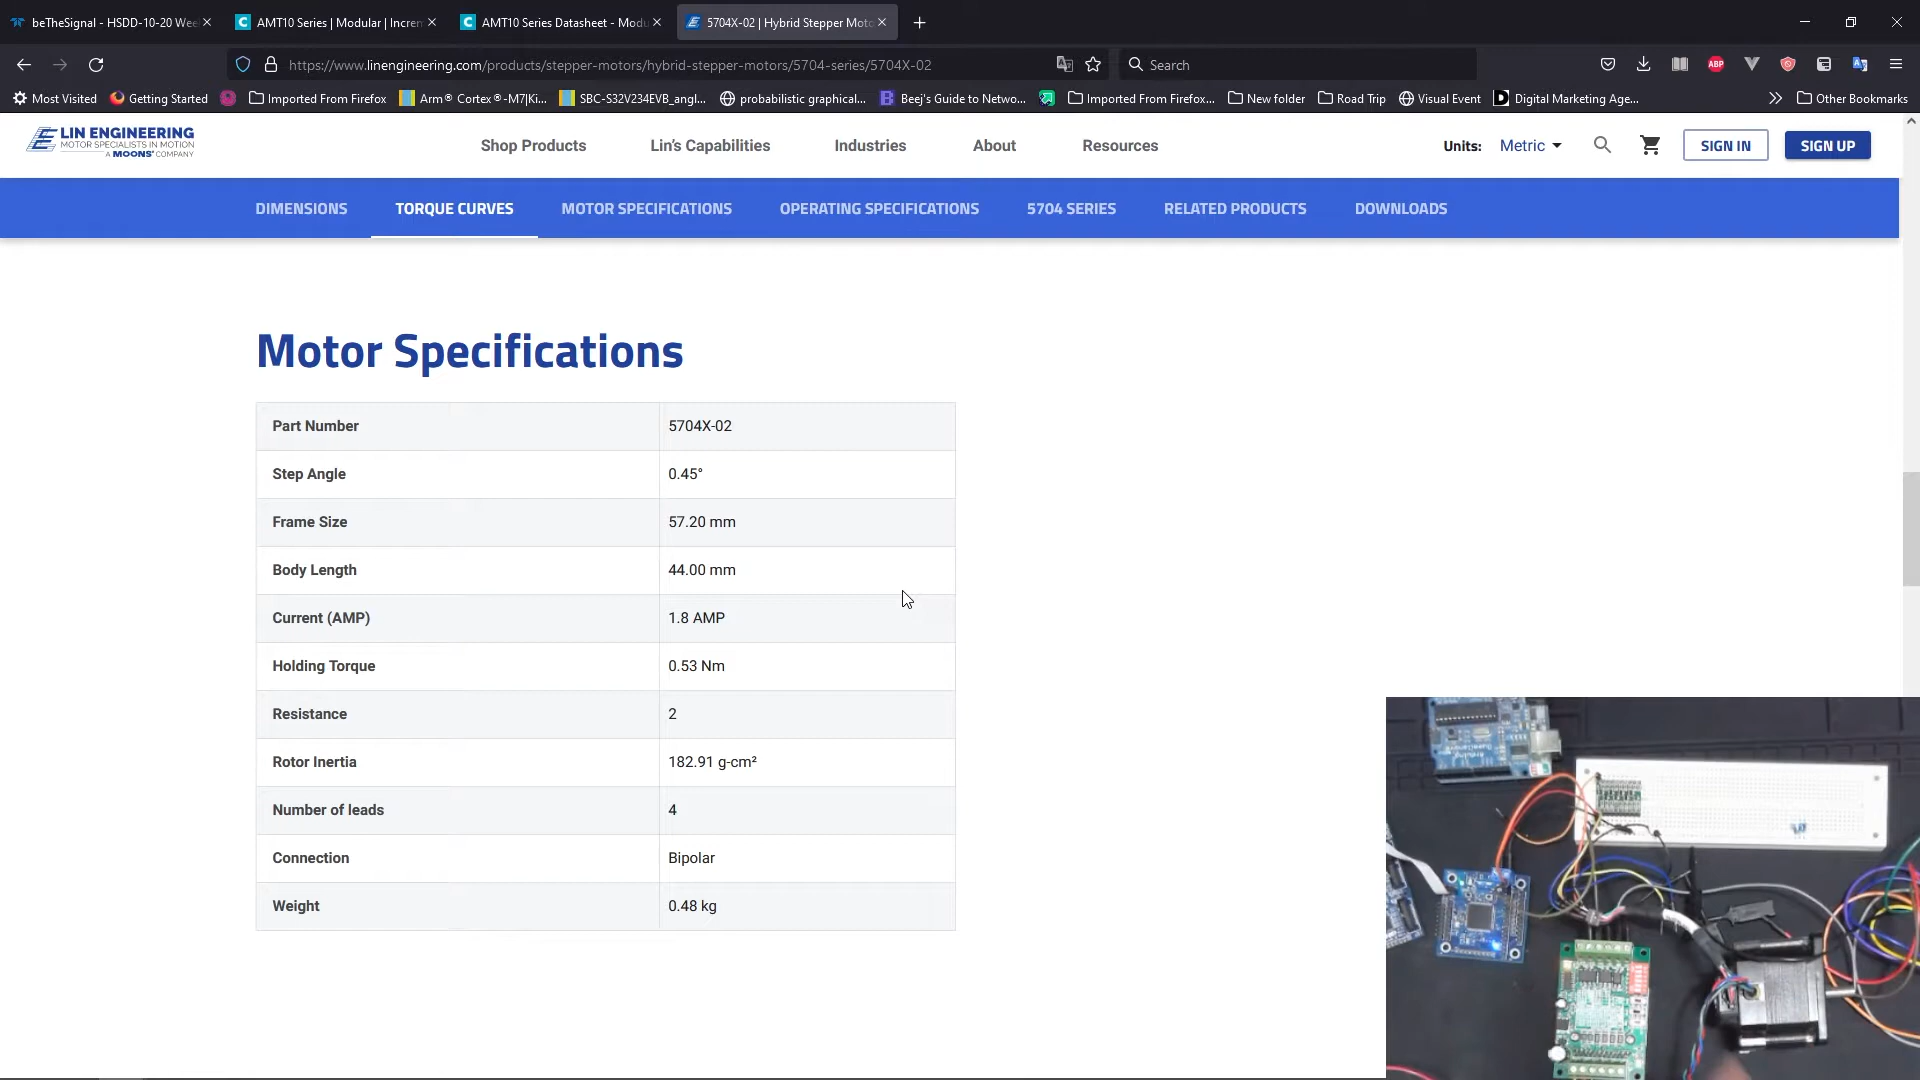 beTheSignal - HSDD-10-20 Wee
AMT10 Series | Modular | Increm
AMT10 Series Datasheet - Modu
5704X-02 | Hybrid Stepper Moto
https://www.linengineering.com/products/stepper-motors/hybrid-stepper-motors/5704-series/5704X-02
Search
ABP
Most Visited
Getting Started
Imported From Firefox
Arm® Cortex®-M7|Ki...
SBC-S32V234EVB_angl...
probabilistic graphical...
Beej's Guide to Netwo...
Imported From Firefox...
New folder
Road Trip
Visual Event
Digital Marketing Age...
Other Bookmarks
LIN ENGINEERING
MOTOR SPECIALISTS IN MOTION
A MOONS' COMPANY
Shop Products
Lin's Capabilities
Industries
About
Resources
Units:
Metric
SIGN IN
SIGN UP
DIMENSIONS
TORQUE CURVES
MOTOR SPECIFICATIONS
OPERATING SPECIFICATIONS
5704 SERIES
RELATED PRODUCTS
DOWNLOADS
Motor Specifications
Part Number 5704X-02
Step Angle 0.45°
Frame Size 57.20 mm
Body Length 44.00 mm
Current (AMP) 1.8 AMP
Holding Torque 0.53 Nm
Resistance 2
Rotor Inertia 182.91 g-cm²
Number of leads 4
Connection Bipolar
Weight 0.48 kg